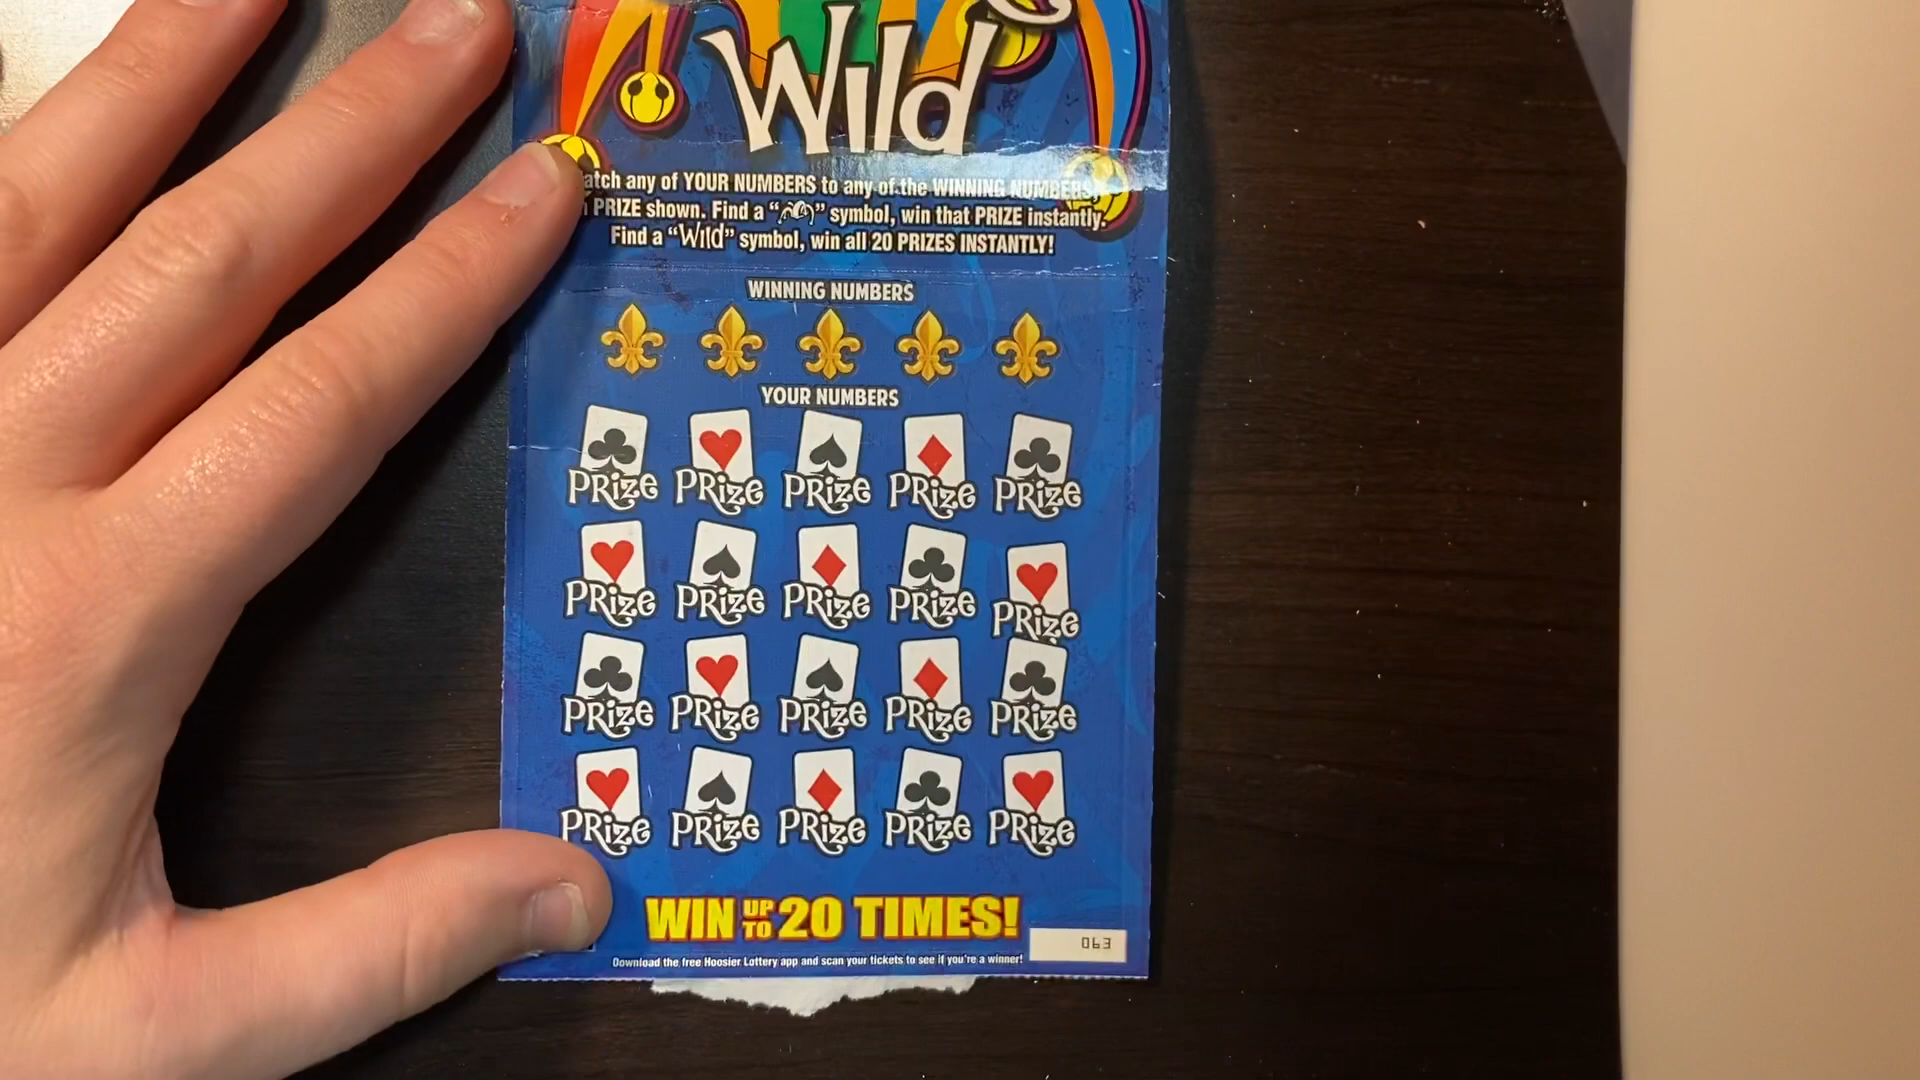 Wild
atch any of YOUR NUMBERS to any of the WINNING NUMBERS,
PRIZE shown. Find a “ ” symbol, win that PRIZE instantly.
Find a “Wild” symbol, win all 20 PRIZES INSTANTLY!
WINNING NUMBERS
YOUR NUMBERS
PRize PRize PRize PRize PRize
PRize PRize PRize PRize PRize
PRize PRize PRize PRize PRize
PRize PRize PRize PRize PRize
WIN UP TO 20 TIMES!
063
Download the free Hoosier Lottery app and scan your tickets to see if you're a winner!